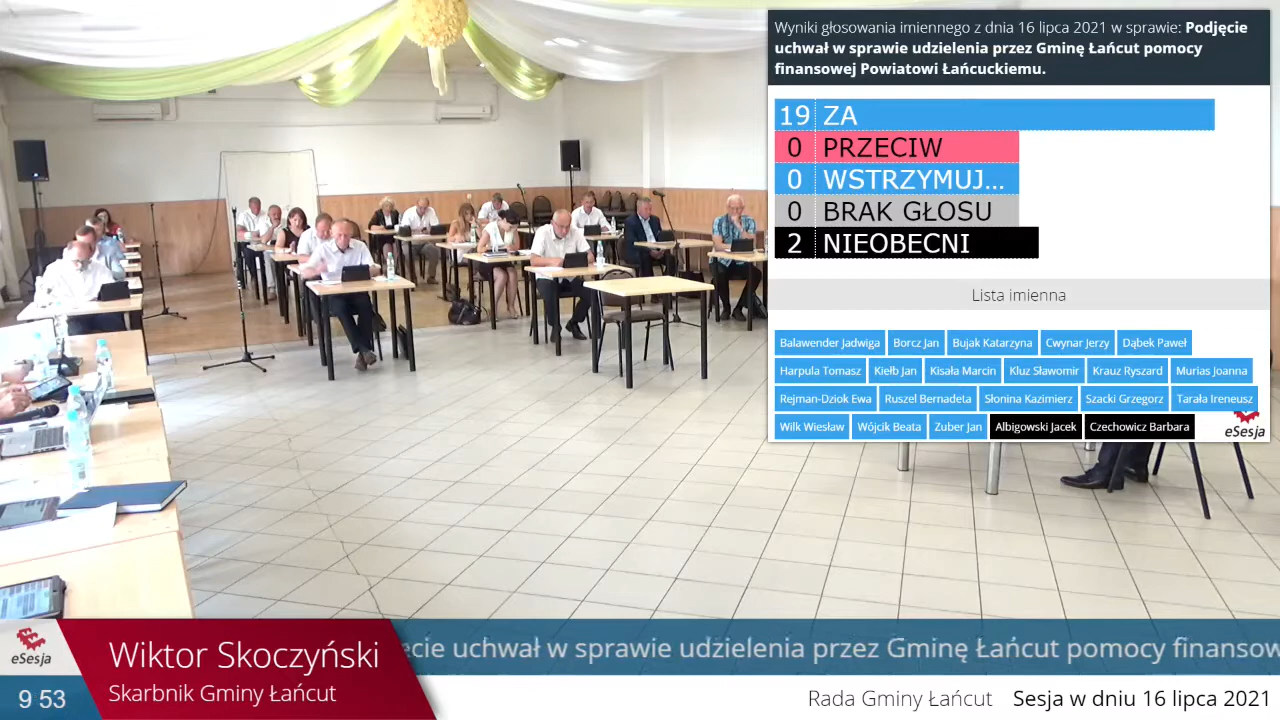 Wyniki głosowania imiennego z dnia 16 lipca 2021 w sprawie: Podjęcie
uchwał w sprawie udzielenia przez Gminę Łańcut pomocy
finansowej Powiatowi Łańcuckiemu.
19 ZA
0 PRZECIW
0 WSTRZYMUJ...
0 BRAK GŁOSU
2 NIEOBECNI
Lista imienna
Balawender Jadwiga Borcz Jan Bujak Katarzyna Cwynar Jerzy Dąbek Paweł
Harpula Tomasz Kiełb Jan Kisała Marcin Kluz Sławomir Krauz Ryszard Murias Joanna
Rejman-Dziok Ewa Ruszel Bernadeta Słonina Kazimierz Szacki Grzegorz Tarała Ireneusz
Wilk Wiesław Wójcik Beata Zuber Jan Albigowski Jacek Czechowicz Barbara
eSesja
eSesja
9 53
Wiktor Skoczyński
Skarbnik Gminy Łańcut
cie uchwał w sprawie udzielenia przez Gminę Łańcut pomocy finansow
Rada Gminy Łańcut Sesja w dniu 16 lipca 2021